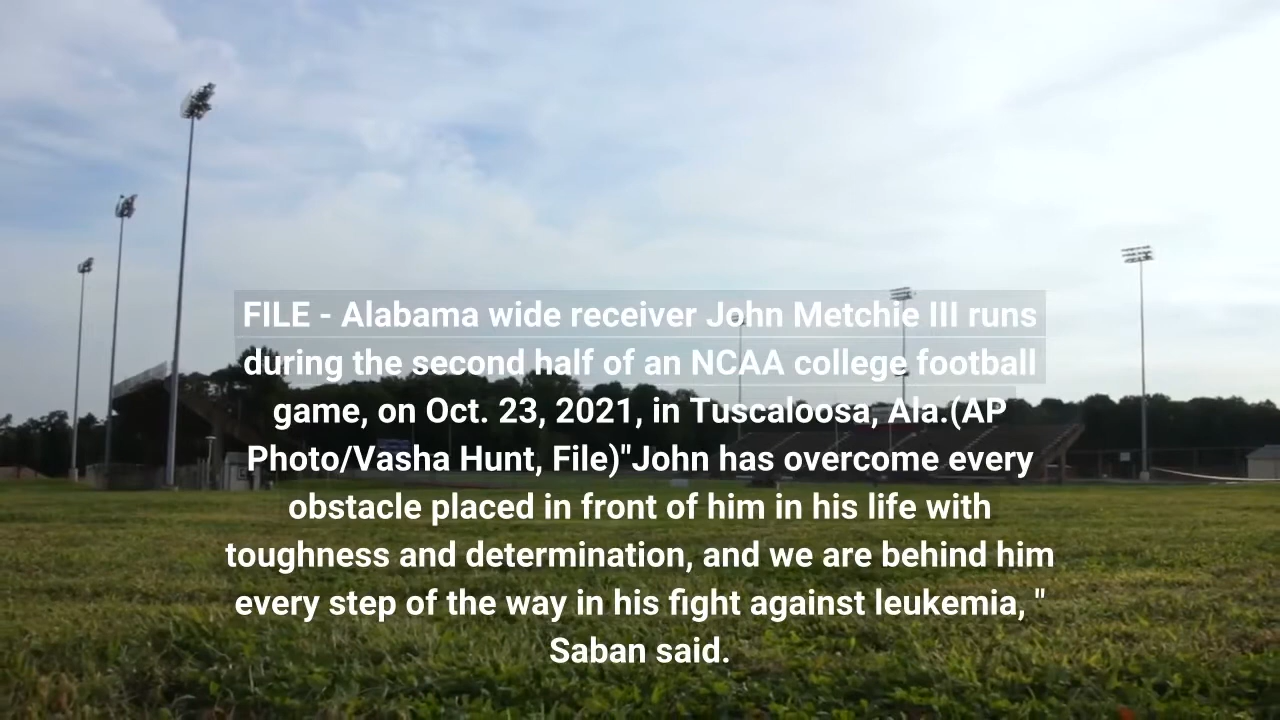 FILE - Alabama wide receiver John Metchie III runs
during the second half of an NCAA college football
game, on Oct. 23, 2021, in Tuscaloosa, Ala.(AP
Photo/Vasha Hunt, File)"John has overcome every
obstacle placed in front of him in his life with
toughness and determination, and we are behind him
every step of the way in his fight against leukemia, "
Saban said.